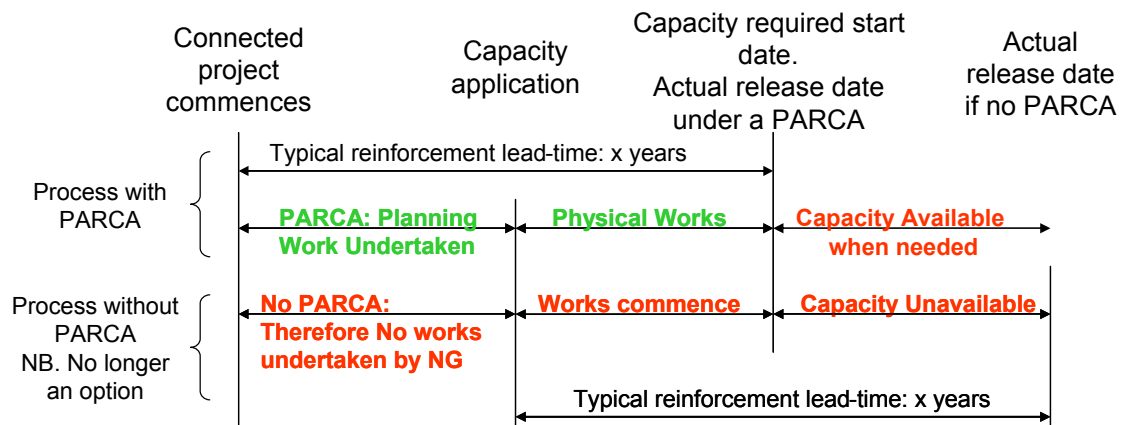 Connected
project
commences
Capacity
application
Capacity required start
date.
Actual release date
under a PARCA
Actual
release date
if no PARCA
Typical reinforcement lead-time: x years
Process with
PARCA
PARCA: Planning
Work Undertaken
Physical Works
Capacity Available
when needed
Process without
PARCA
NB. No longer
an option
No PARCA:
Therefore No works
undertaken by NG
Works commence
Capacity Unavailable
Typical reinforcement lead-time: x years